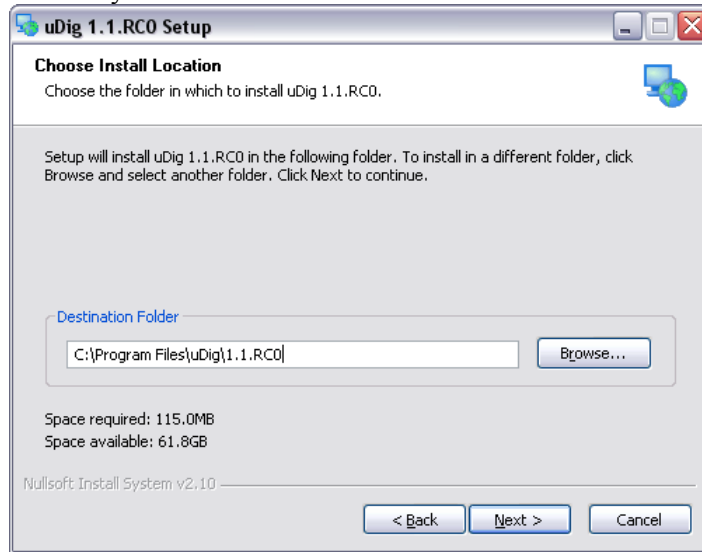 uDig 1.1.RC0 Setup
Choose Install Location
Choose the folder in which to install uDig 1.1.RC0.
Setup will install uDig 1.1.RC0 in the following folder. To install in a different folder, click
Browse and select another folder. Click Next to continue.
Destination Folder
C:\Program Files\uDig\1.1.RC0
Browse...
Space required: 115.0MB
Space available: 61.8GB
Nullsoft Install System v2.10
< Back
Next >
Cancel